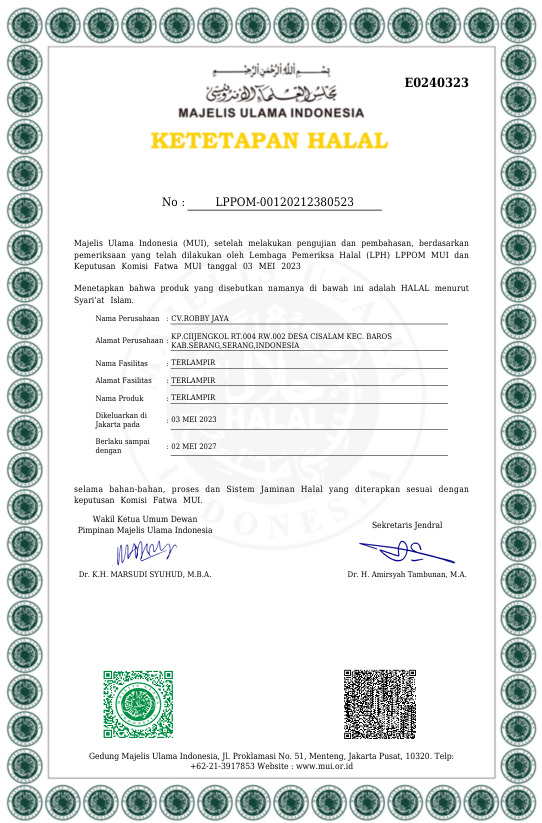 بِسْمِ اللهِ الرَّحْمٰنِ الرَّحِيْمِ
E0240323
مجلس العلماء الإندونيسي
MAJELIS ULAMA INDONESIA
KETETAPAN HALAL
No : LPPOM-00120212380523
Majelis Ulama Indonesia (MUI), setelah melakukan pengujian dan pembahasan, berdasarkan
pemeriksaan yang telah dilakukan oleh Lembaga Pemeriksa Halal (LPH) LPPOM MUI dan
Keputusan Komisi Fatwa MUI tanggal 03 MEI 2023
Menetapkan bahwa produk yang disebutkan namanya di bawah ini adalah HALAL menurut
Syari'at Islam.
Nama Perusahaan : CV.ROBBY JAYA
Alamat Perusahaan : KP.CIIJENGKOL RT.004 RW.002 DESA CISALAM KEC. BAROS
KAB.SERANG,SERANG,INDONESIA
Nama Fasilitas : TERLAMPIR
Alamat Fasilitas : TERLAMPIR
Nama Produk : TERLAMPIR
Dikeluarkan di
Jakarta pada : 03 MEI 2023
Berlaku sampai
dengan : 02 MEI 2027
selama bahan-bahan, proses dan Sistem Jaminan Halal yang diterapkan sesuai dengan
keputusan Komisi Fatwa MUI.
Wakil Ketua Umum Dewan
Pimpinan Majelis Ulama Indonesia
Sekretaris Jendral
Dr. K.H. MARSUDI SYUHUD, M.B.A.
Dr. H. Amirsyah Tambunan, M.A.
Gedung Majelis Ulama Indonesia, Jl. Proklamasi No. 51, Menteng, Jakarta Pusat, 10320. Telp:
+62-21-3917853 Website : www.mui.or.id